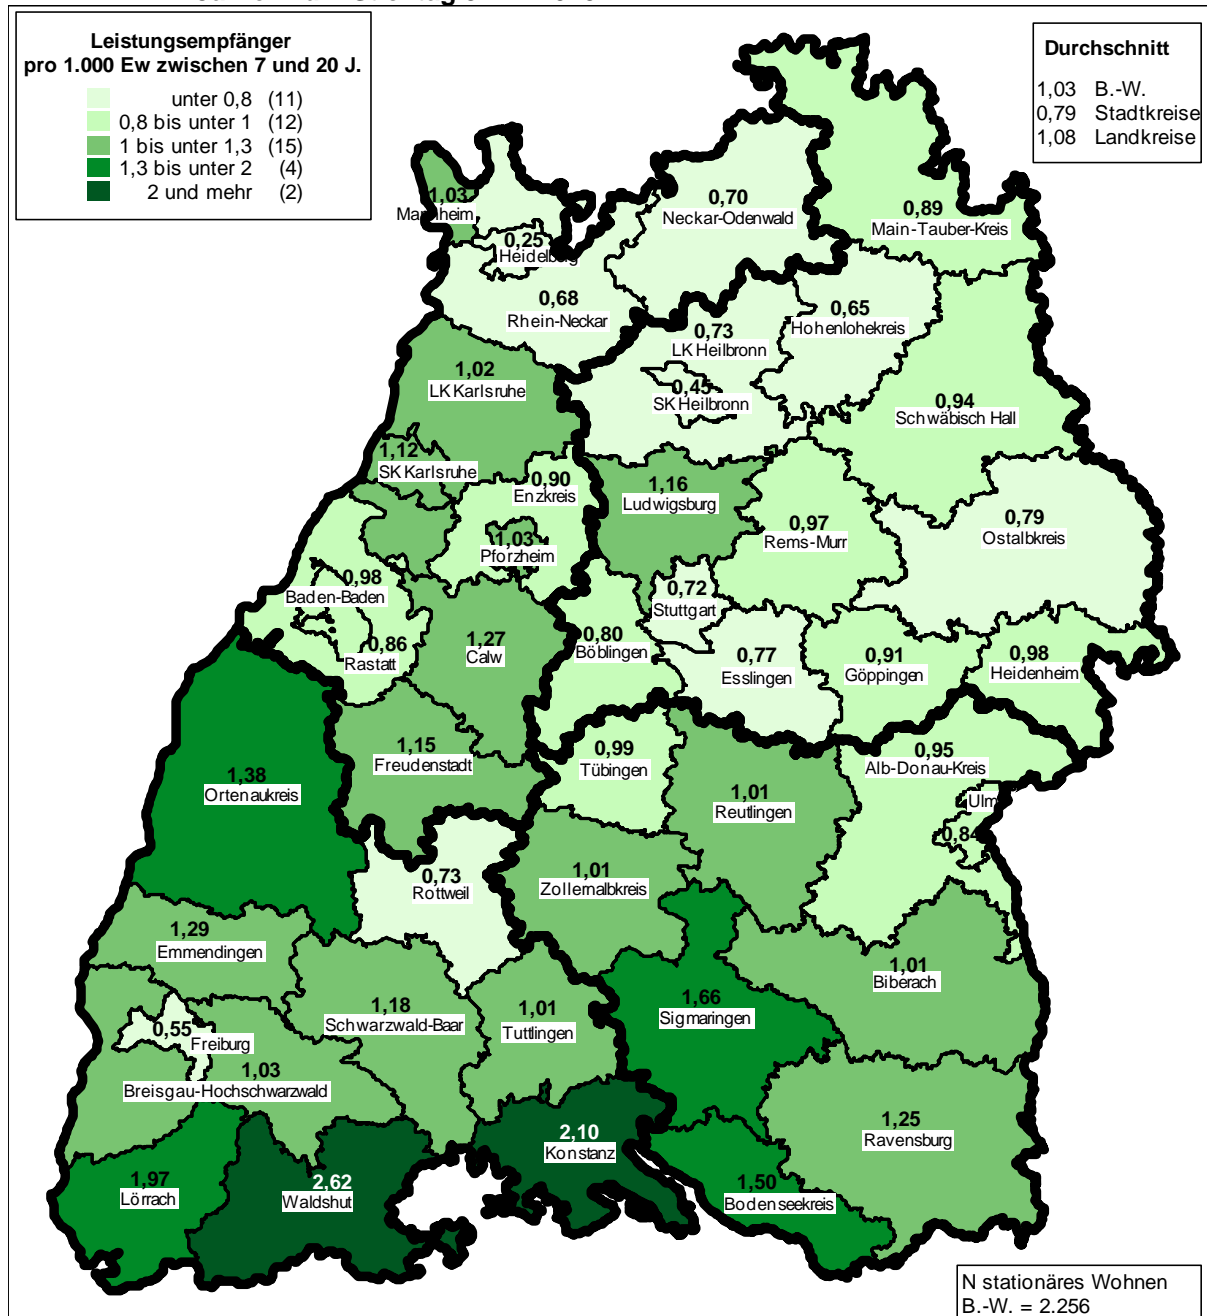 Leistungsempfänger
pro 1.000 Ew zwischen 7 und 20 J.
unter 0,8 (11)
0,8 bis unter 1 (12)
1 bis unter 1,3 (15)
1,3 bis unter 2 (4)
2 und mehr (2)
Durchschnitt
1,03 B.-W.
0,79 Stadtkreise
1,08 Landkreise
1,03
Mannheim
0,25
Heidelberg
0,70
Neckar-Odenwald
0,89
Main-Tauber-Kreis
0,68
Rhein-Neckar
0,73
LK Heilbronn
0,65
Hohenlohekreis
1,02
LK Karlsruhe
0,45
SK Heilbronn
0,94
Schwäbisch Hall
1,12
SK Karlsruhe
0,90
Enzkreis
1,16
Ludwigsburg
0,97
Rems-Murr
0,79
Ostalbkreis
1,03
Pforzheim
0,98
Baden-Baden
0,72
Stuttgart
0,86
Rastatt
1,27
Calw
0,80
Böblingen
0,77
Esslingen
0,91
Göppingen
0,98
Heidenheim
1,15
Freudenstadt
0,99
Tübingen
0,95
Alb-Donau-Kreis
1,38
Ortenaukreis
1,01
Reutlingen
Ulm
0,84
0,73
Rottweil
1,01
Zollernalbkreis
1,29
Emmendingen
1,01
Biberach
1,18
Schwarzwald-Baar
1,01
Tuttlingen
1,66
Sigmaringen
0,55
Freiburg
1,03
Breisgau-Hochschwarzwald
1,25
Ravensburg
2,10
Konstanz
1,97
Lörrach
2,62
Waldshut
1,50
Bodenseekreis
N stationäres Wohnen
B.-W. = 2.256